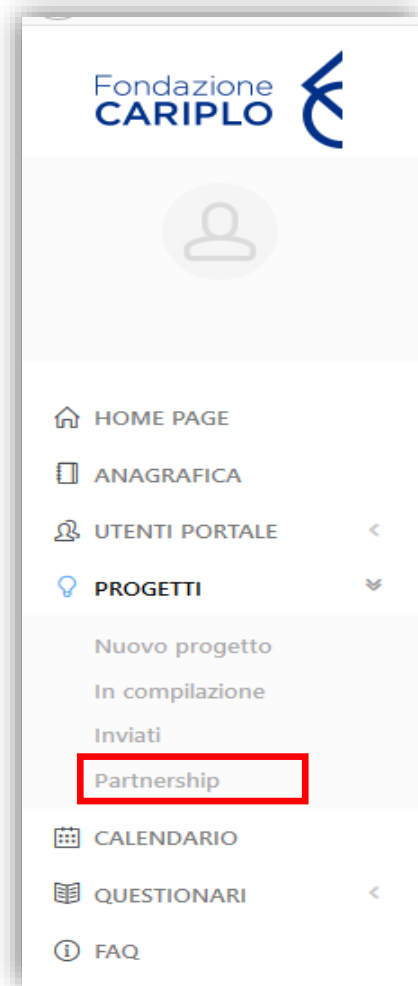 Fondazione
CARIPLO
HOME PAGE
ANAGRAFICA
UTENTI PORTALE
PROGETTI
Nuovo progetto
In compilazione
Inviati
Partnership
CALENDARIO
QUESTIONARI
FAQ